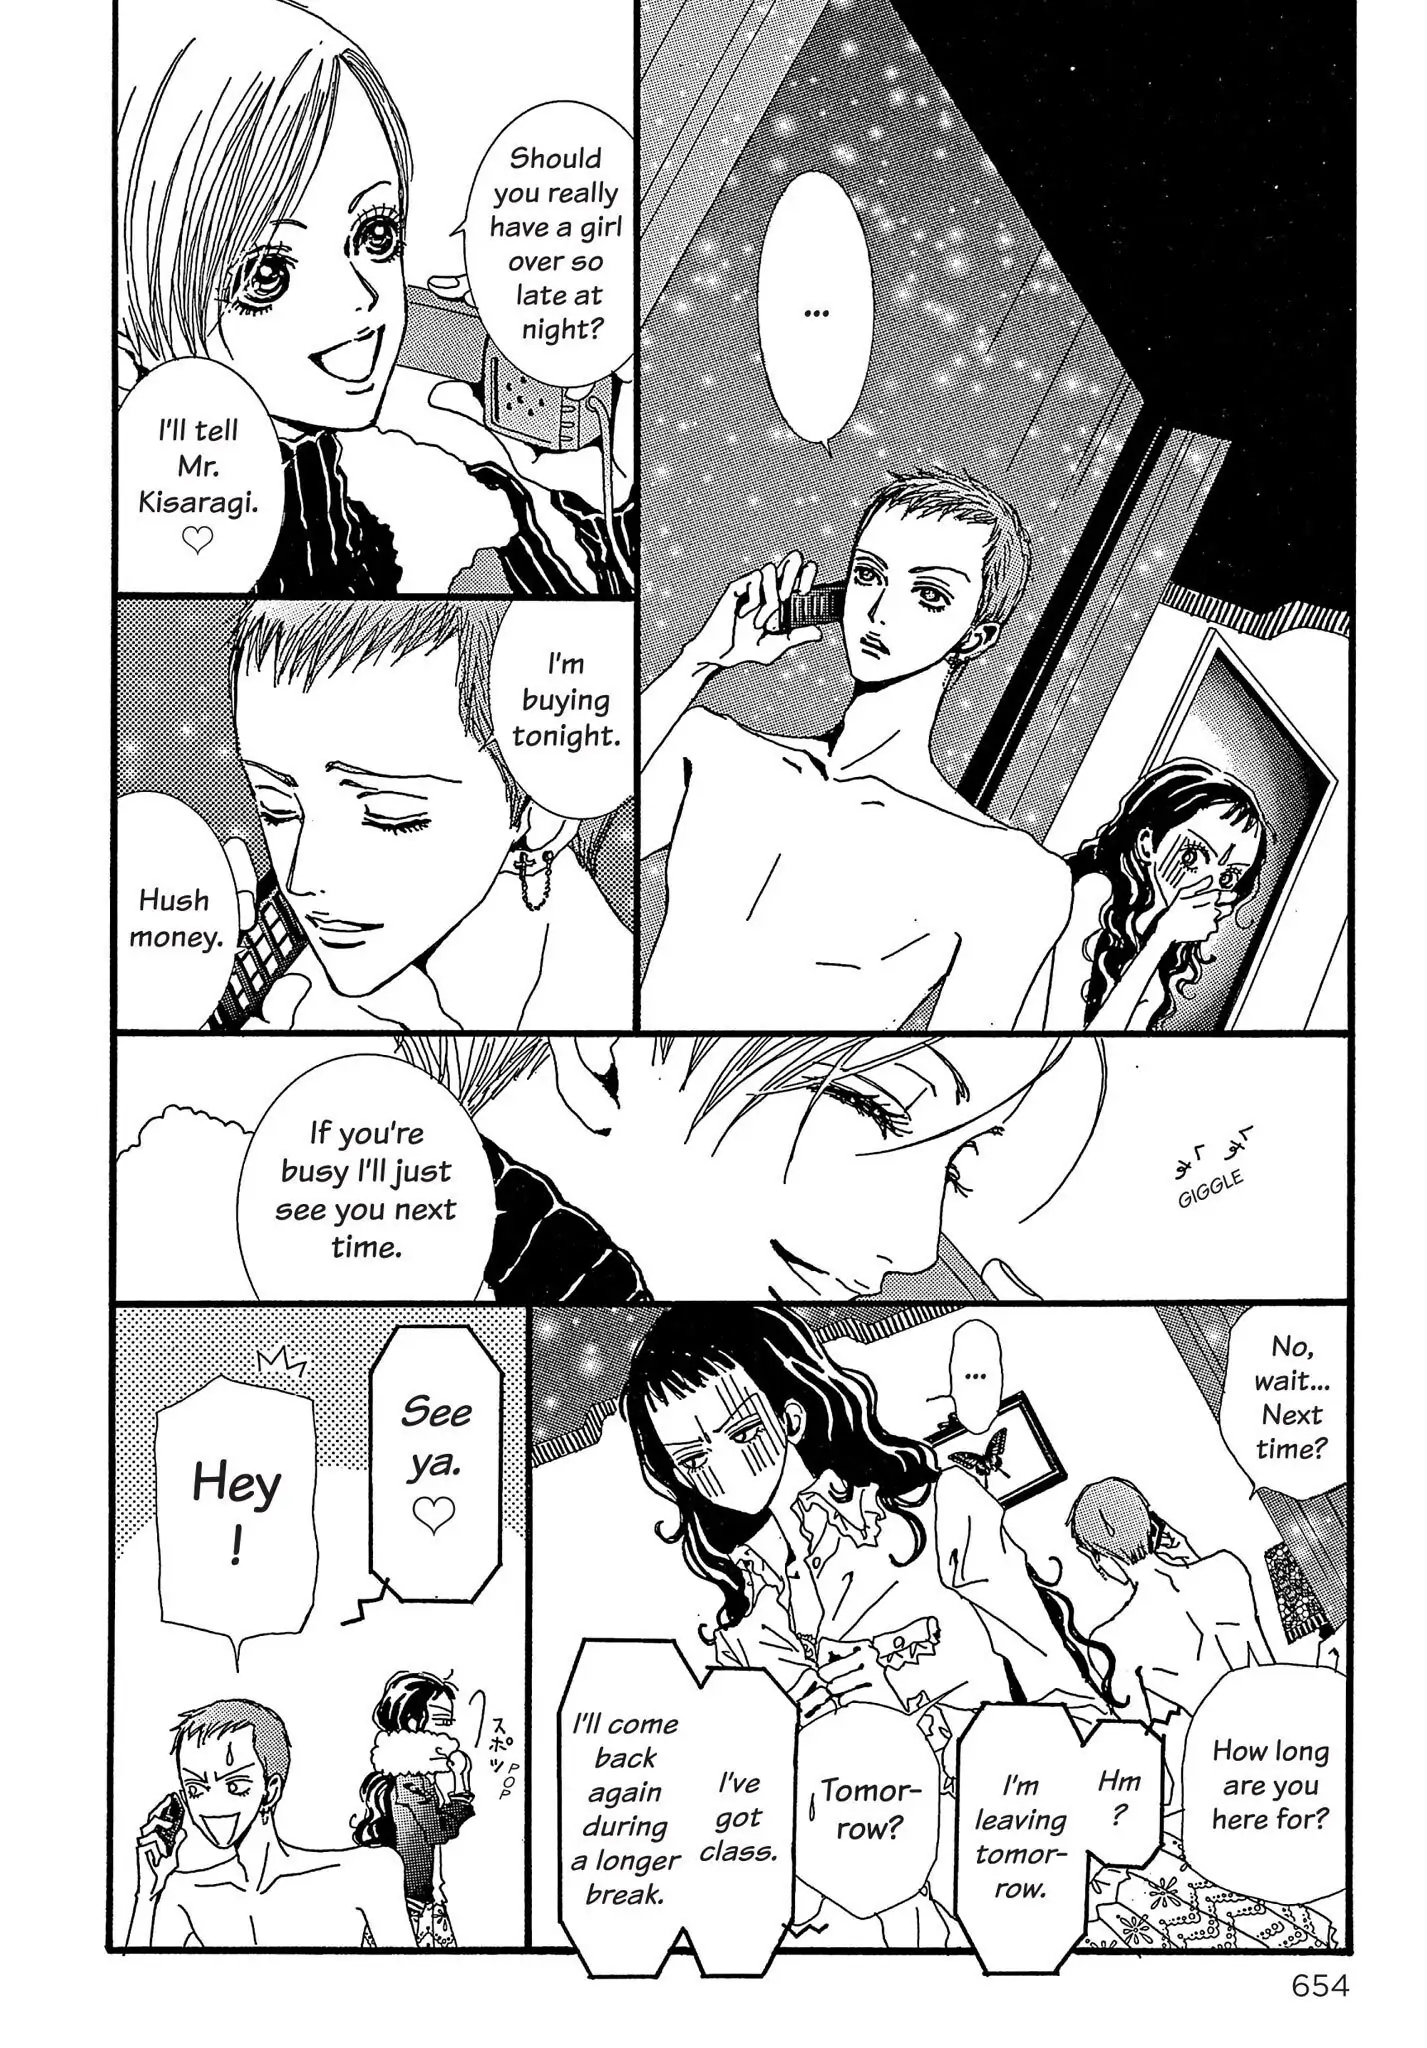 Should
you really
have a girl
over so
late at
night?
I'll tell
Mr.
Kisaragi.
♡
...
I'm
buying
tonight.
Hush
money.
If you're
busy I'll just
see you next
time.
GIGGLE
See
ya.
♡
Hey
!
スポッ
POP
No,
wait...
Next
time?
...
How long
are you
here for?
Hm
?
I'm
leaving
tomor-
row.
Tomor-
row?
I've
got
class.
I'll come
back
again
during
a longer
break.
654